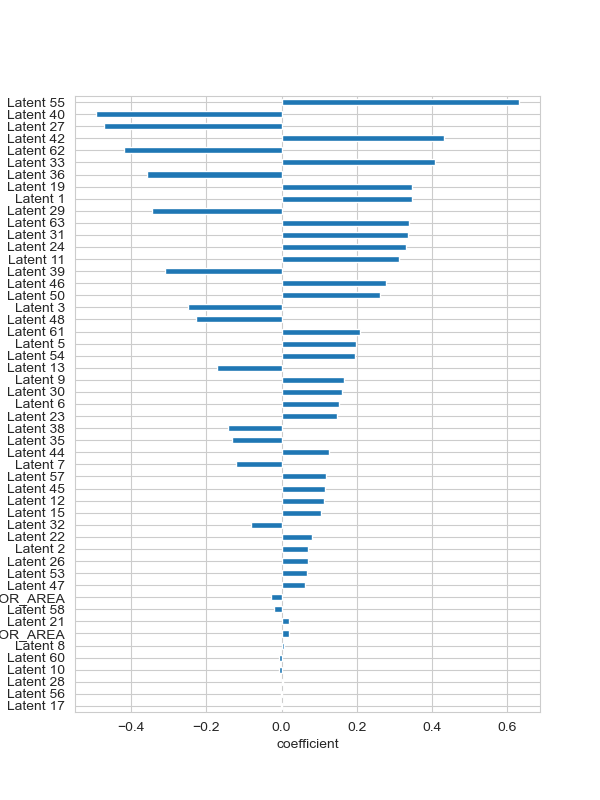 Latent 55
Latent 40
Latent 27
Latent 42
Latent 62
Latent 33
Latent 36
Latent 19
Latent 1
Latent 29
Latent 63
Latent 31
Latent 24
Latent 11
Latent 39
Latent 46
Latent 50
Latent 3
Latent 48
Latent 61
Latent 5
Latent 54
Latent 13
Latent 9
Latent 30
Latent 6
Latent 23
Latent 38
Latent 35
Latent 44
Latent 7
Latent 57
Latent 45
Latent 12
Latent 15
Latent 32
Latent 22
Latent 2
Latent 26
Latent 53
Latent 47
OR_AREA
Latent 58
Latent 21
OR_AREA
Latent 8
Latent 60
Latent 10
Latent 28
Latent 56
Latent 17
−0.4 −0.2 0.0 0.2 0.4 0.6
coefficient